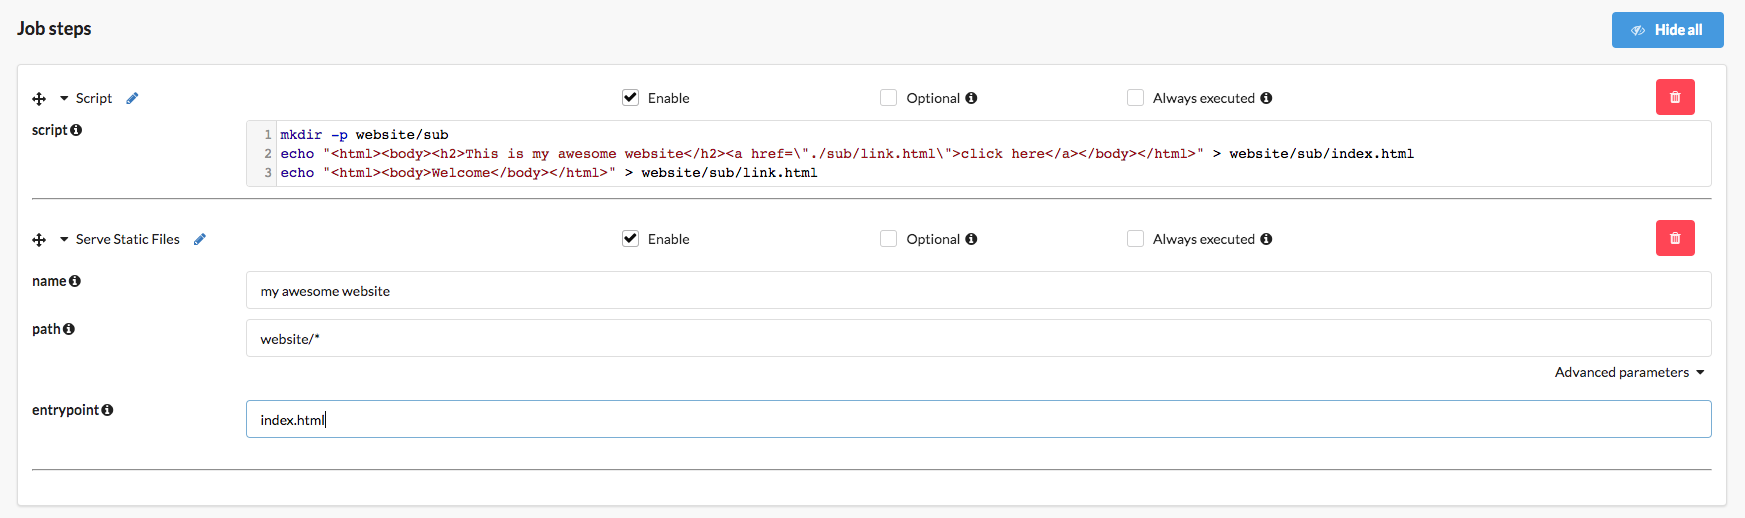 Job steps
Hide all
Script
Enable
Optional
Always executed
script
1 mkdir -p website/sub
2 echo "<html><body><h2>This is my awesome website</h2><a href=\"./sub/link.html\">click here</a></body></html>" > website/sub/index.html
3 echo "<html><body>Welcome</body></html>" > website/sub/link.html
Serve Static Files
Enable
Optional
Always executed
name
my awesome website
path
website/*
Advanced parameters
entrypoint
index.html